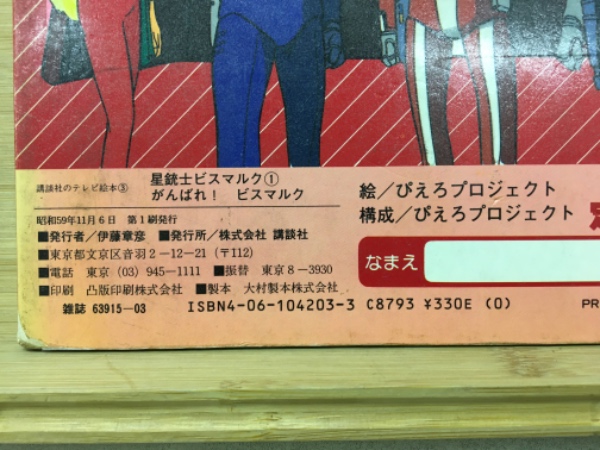 講談社のテレビ絵本③
星銃士ビスマルク①
がんばれ! ビスマルク
昭和59年11月6日 第1刷発行
■発行者/伊藤章彦 ■発行所/株式会社 講談社
■東京都文京区音羽2-12-21(〒112)
■電話 東京(03)945-1111 ■振替 東京8-3930
■印刷 凸版印刷株式会社 ■製本 大村製本株式会社
雑誌 63915-03
ISBN4-06-104203-3 C8793 ¥330E (0)
絵/ぴえろプロジェクト
構成/ぴえろプロジェクト
なまえ
PR